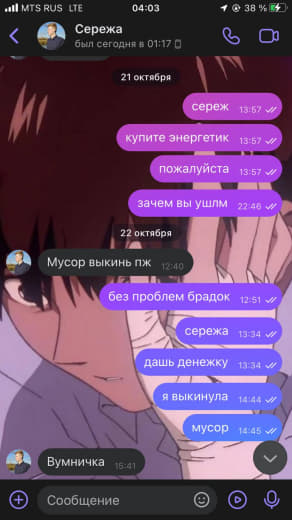 MTS RUS LTE 04:03 38 %
Сережа
был сегодня в 01:17
21 октября
сереж 13:57
купите энергетик 13:57
пожалуйста 13:57
зачем вы ушлм 22:46
22 октября
Мусор выкинь пж 12:40
без проблем брадок 12:51
сережа 13:34
дашь денежку 13:34
я выкинула 14:44
мусор 14:45
Вумничка 15:41
Сообщение